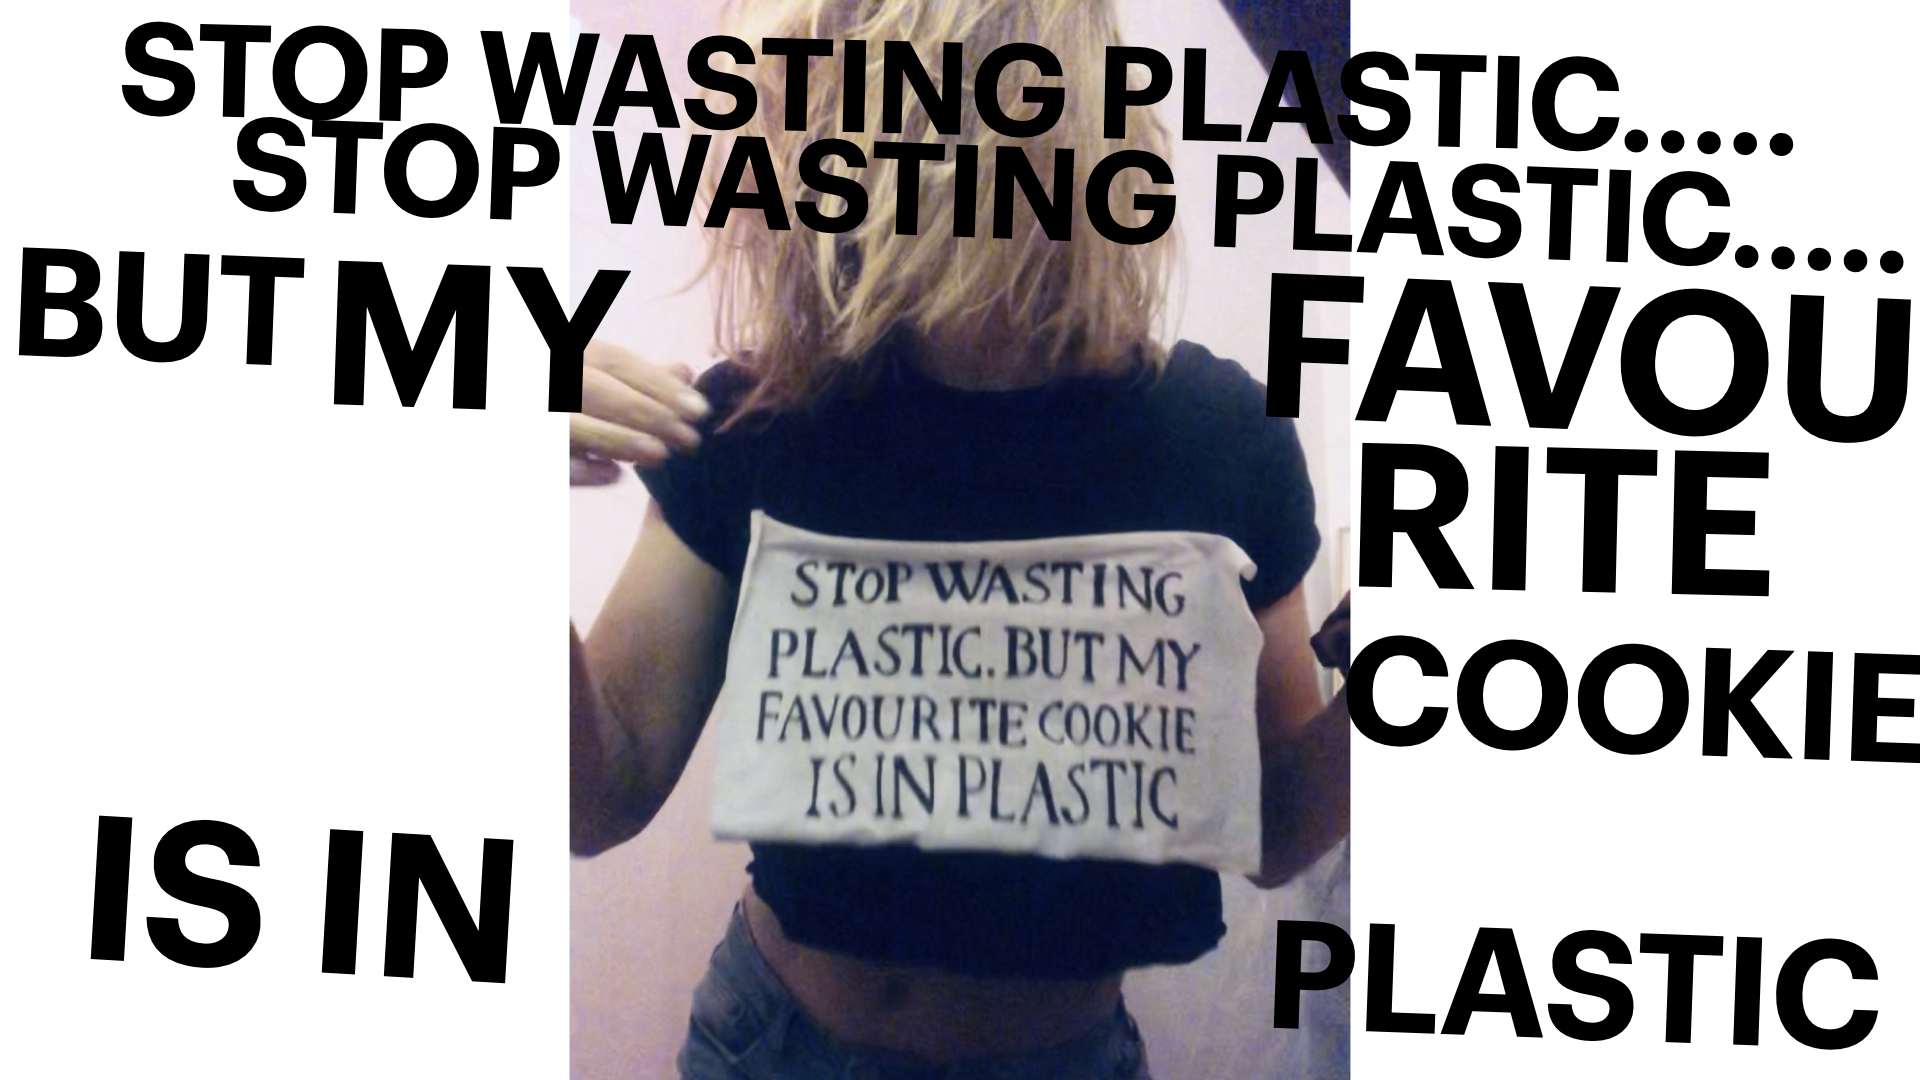 STOP WASTING PLASTIC.....
STOP WASTING PLASTIC.....
BUT MY FAVOU
RITE
COOKIE
IS IN PLASTIC
STOP WASTING
PLASTIC. BUT MY
FAVOURITE COOKIE
IS IN PLASTIC